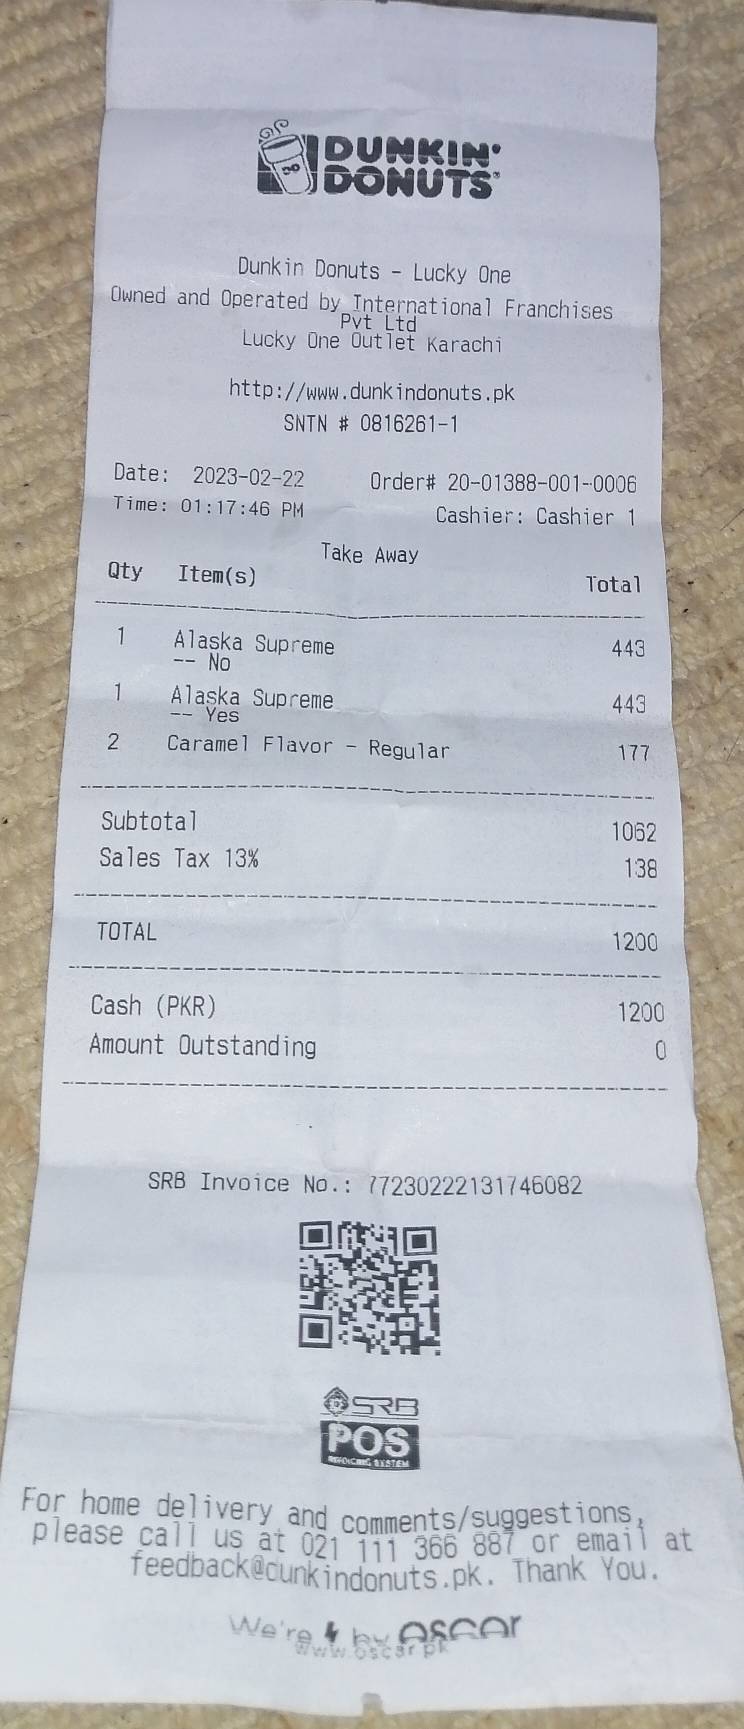 DUNKIN'
DONUTS
Dunkin Donuts - Lucky One
Owned and Operated by International Franchises
Pvt Ltd
Lucky One Outlet Karachi
http://www.dunkindonuts.pk
SNTN # 0816261-1
Date: 2023-02-22 Order# 20-01388-001-0006
Time: 01:17:46 PM Cashier: Cashier 1
Take Away
Qty Item(s) Total
1 Alaska Supreme 443
-- No
1 Alaska Supreme 443
-- Yes
2 Caramel Flavor - Regular 177
Subtotal 1062
Sales Tax 13% 138
TOTAL 1200
Cash (PKR) 1200
Amount Outstanding 0
SRB Invoice No.: 77230222131746082
SRB
POS
INVOICING SYSTEM
For home delivery and comments/suggestions,
please call us at 021 111 366 887 or email at
feedback@cunkindonuts.pk. Thank You.
We're by oscar
www.oscar.pk